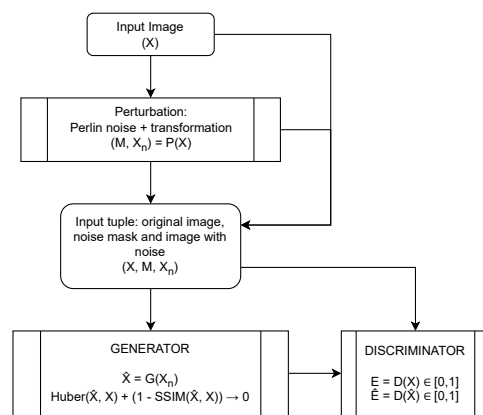 Input Image
(X)
Perturbation:
Perlin noise + transformation
(M, Xn) = P(X)
Input tuple: original image,
noise mask and image with
noise
(X, M, Xn)
GENERATOR
X̂ = G(Xn)
Huber(X̂, X) + (1 - SSIM(X̂, X)) → 0
DISCRIMINATOR
E = D(X) ∈ [0,1]
Ê = D(X̂) ∈ [0,1]